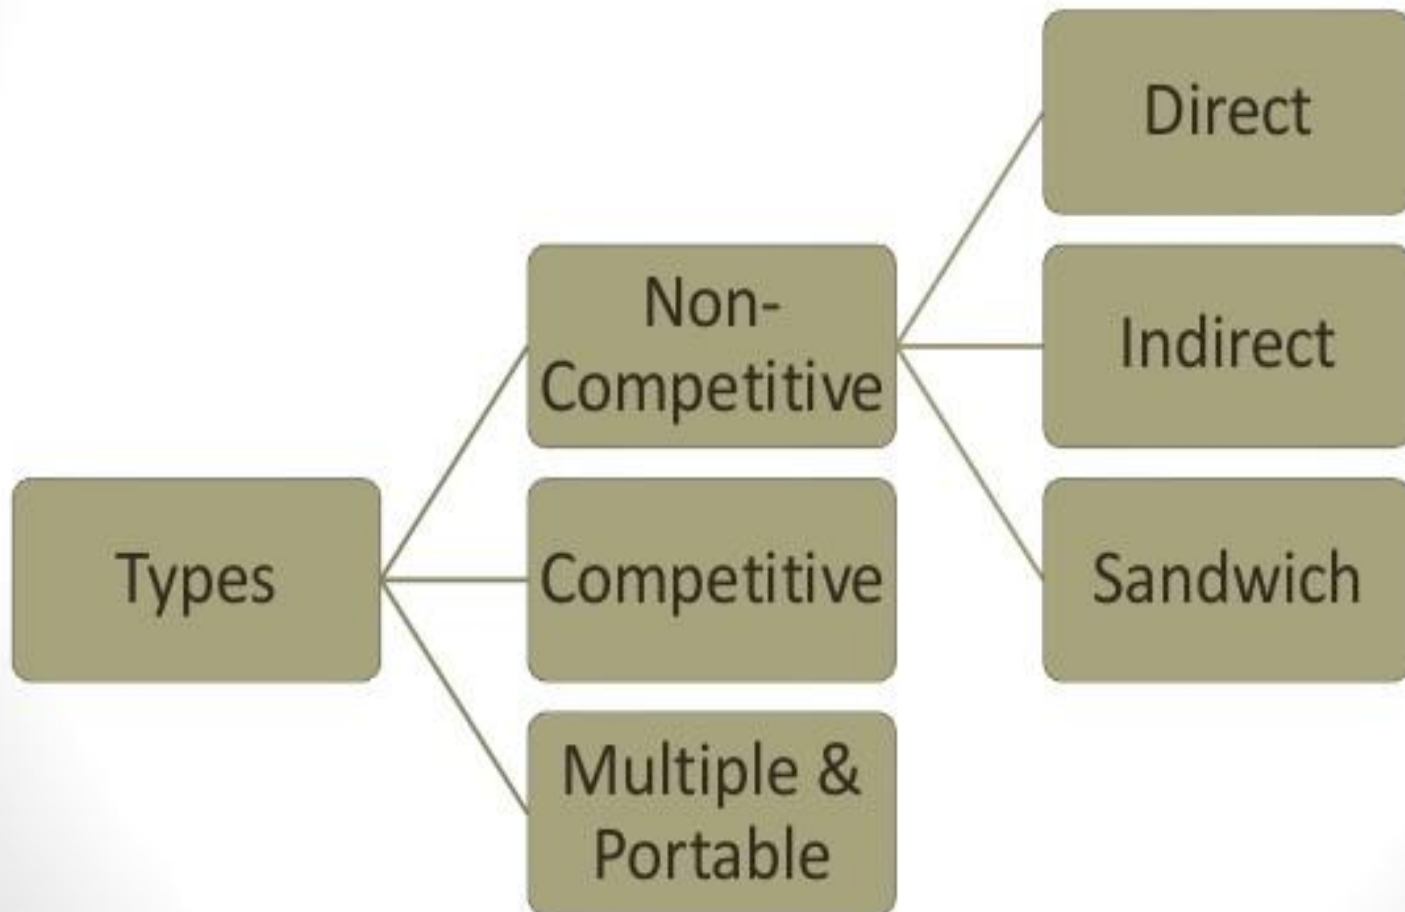 Types
Non-
Competitive
Competitive
Multiple &
Portable
Direct
Indirect
Sandwich